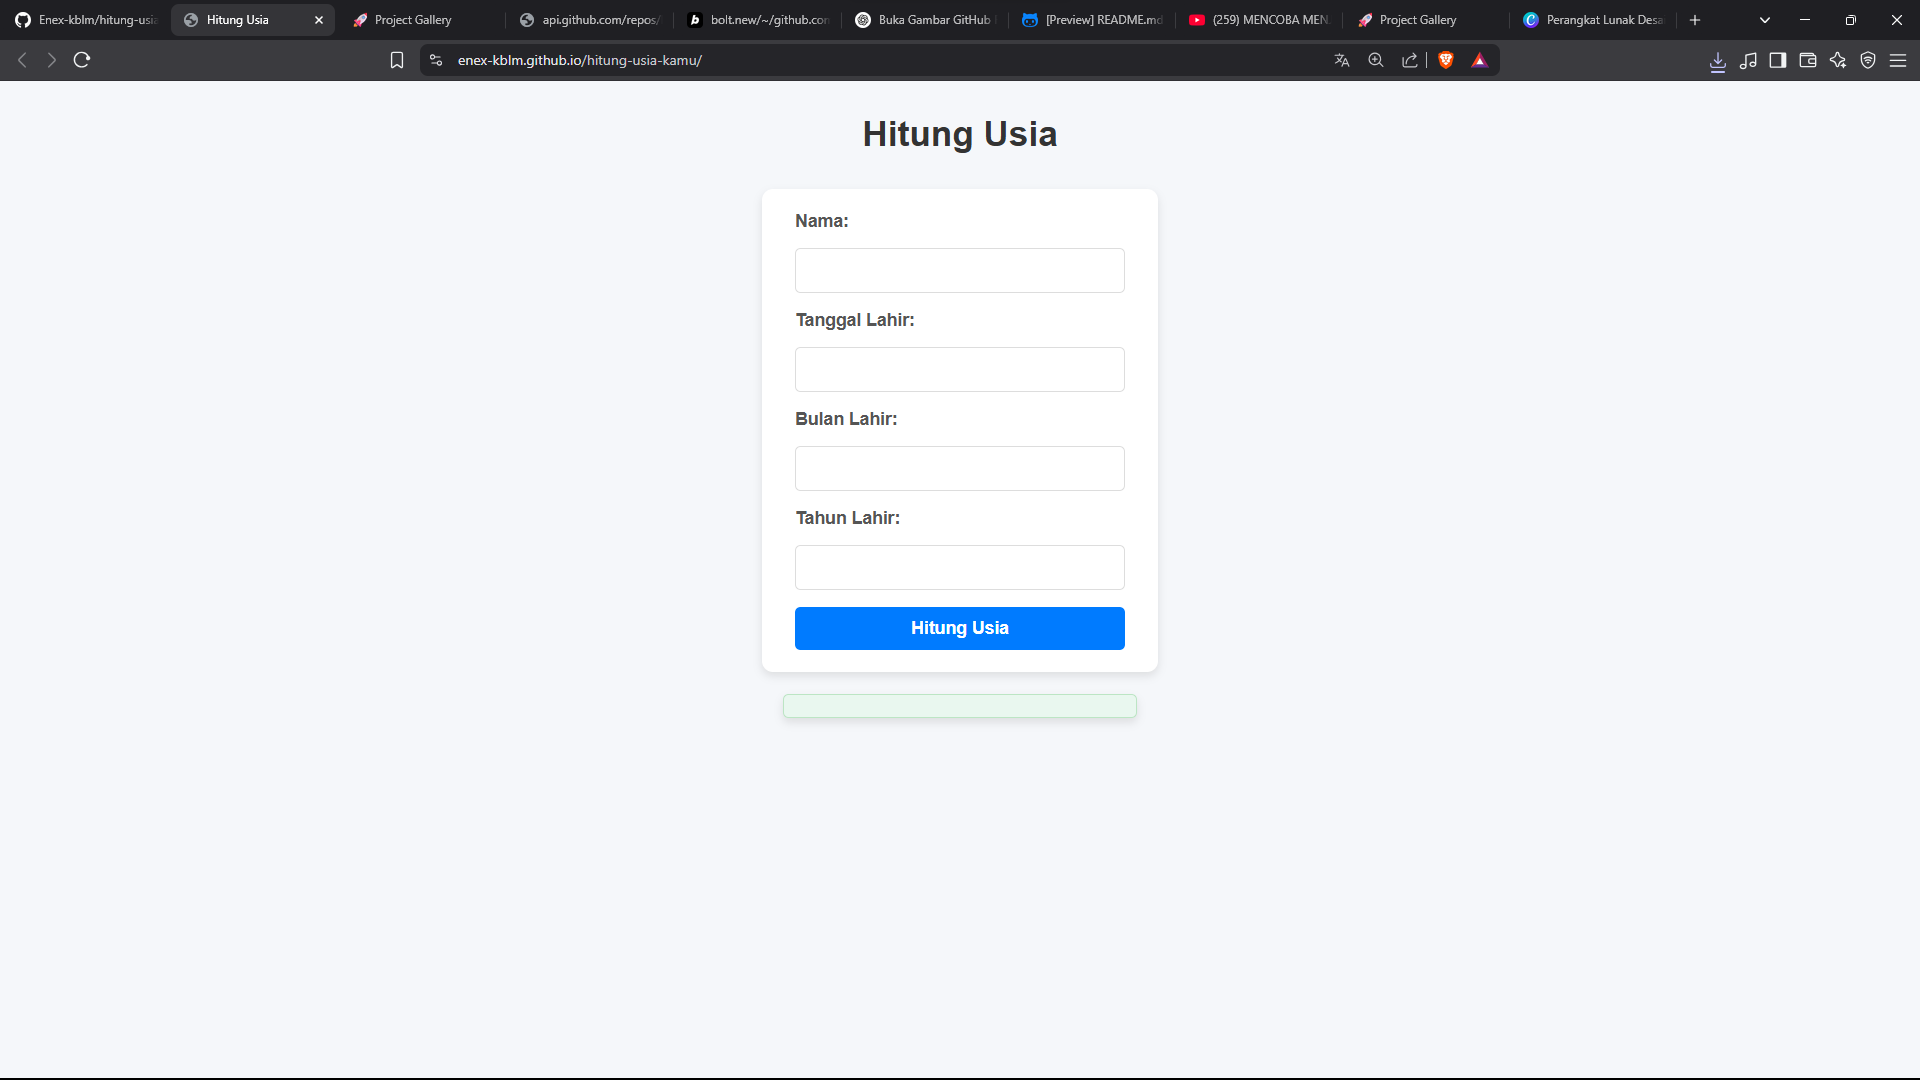 Enex-kblm/hitung-usia
Hitung Usia
Project Gallery
api.github.com/repos/
bolt.new/~/github.con
Buka Gambar GitHub
[Preview] README.md
(259) MENCOBA MEN
Project Gallery
Perangkat Lunak Desa
enex-kblm.github.io/hitung-usia-kamu/
Hitung Usia
Nama:
Tanggal Lahir:
Bulan Lahir:
Tahun Lahir:
Hitung Usia